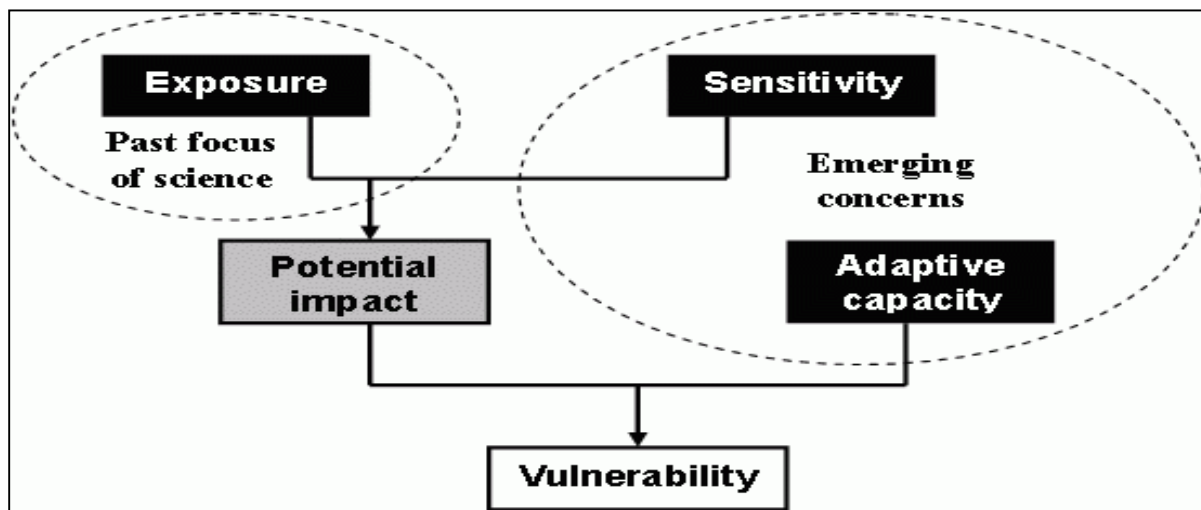 Exposure
Sensitivity
Past focus
of science
Emerging
concerns
Potential
impact
Adaptive
capacity
Vulnerability